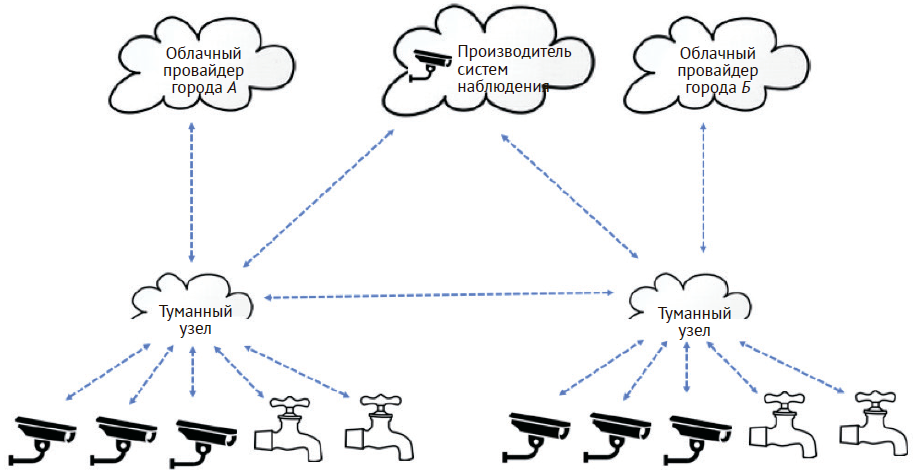 Облачный
провайдер
города А
Производитель
систем
наблюдения
Облачный
провайдер
города Б
Туманный
узел
Туманный
узел